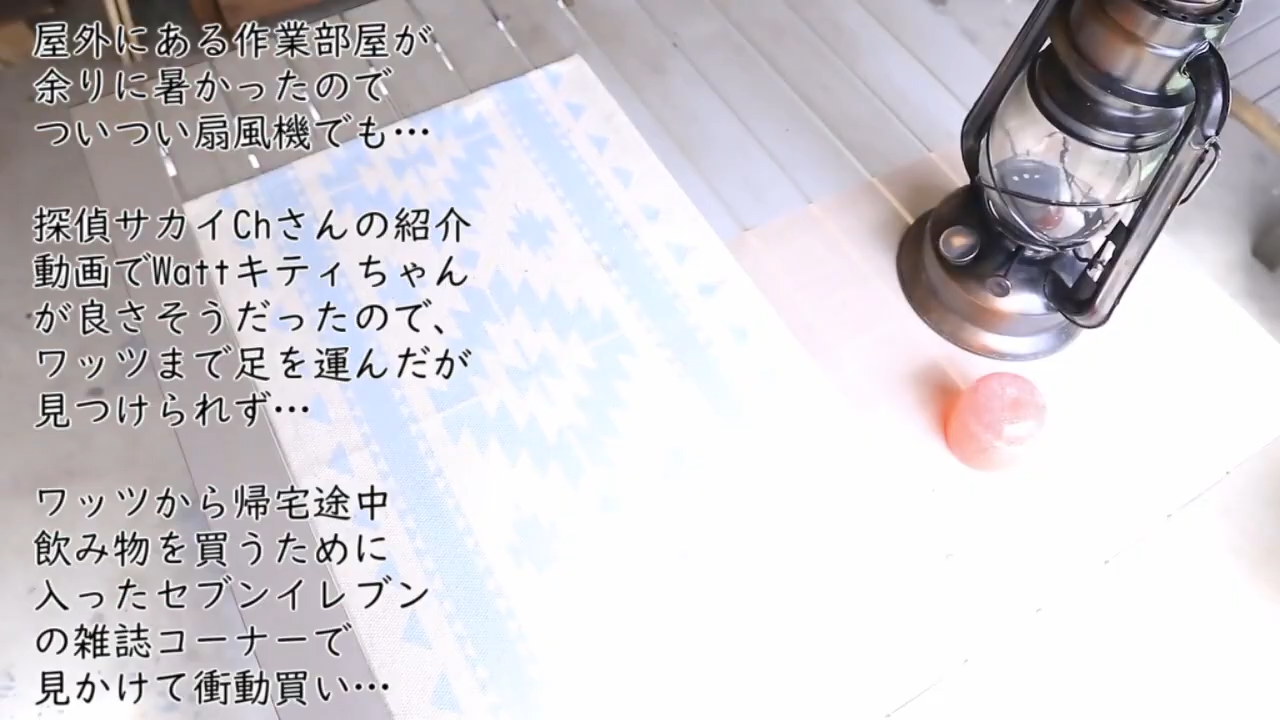 屋外にある作業部屋が
余りに暑かったので
ついつい扇風機でも…
探偵サカイChさんの紹介
動画でWattキティちゃん
が良さそうだったので、
ワッツまで足を運んだが
見つけられず…
ワッツから帰宅途中
飲み物を買うために
入ったセブンイレブン
の雑誌コーナーで
見かけて衝動買い…